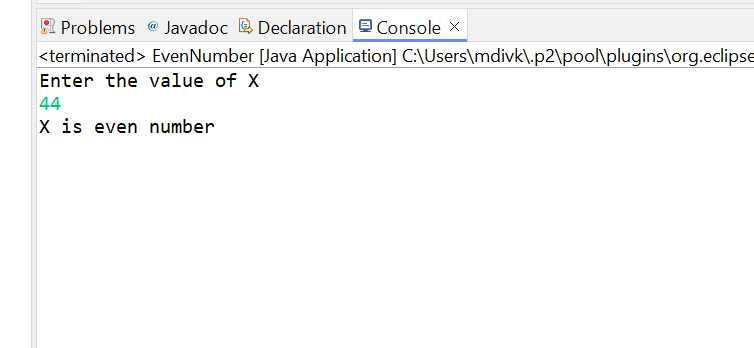 Problems @ Javadoc Declaration Console
<terminated> EvenNumber [Java Application] C:\Users\mdivk\.p2\pool\plugins\org.eclipse
Enter the value of X
44
X is even number